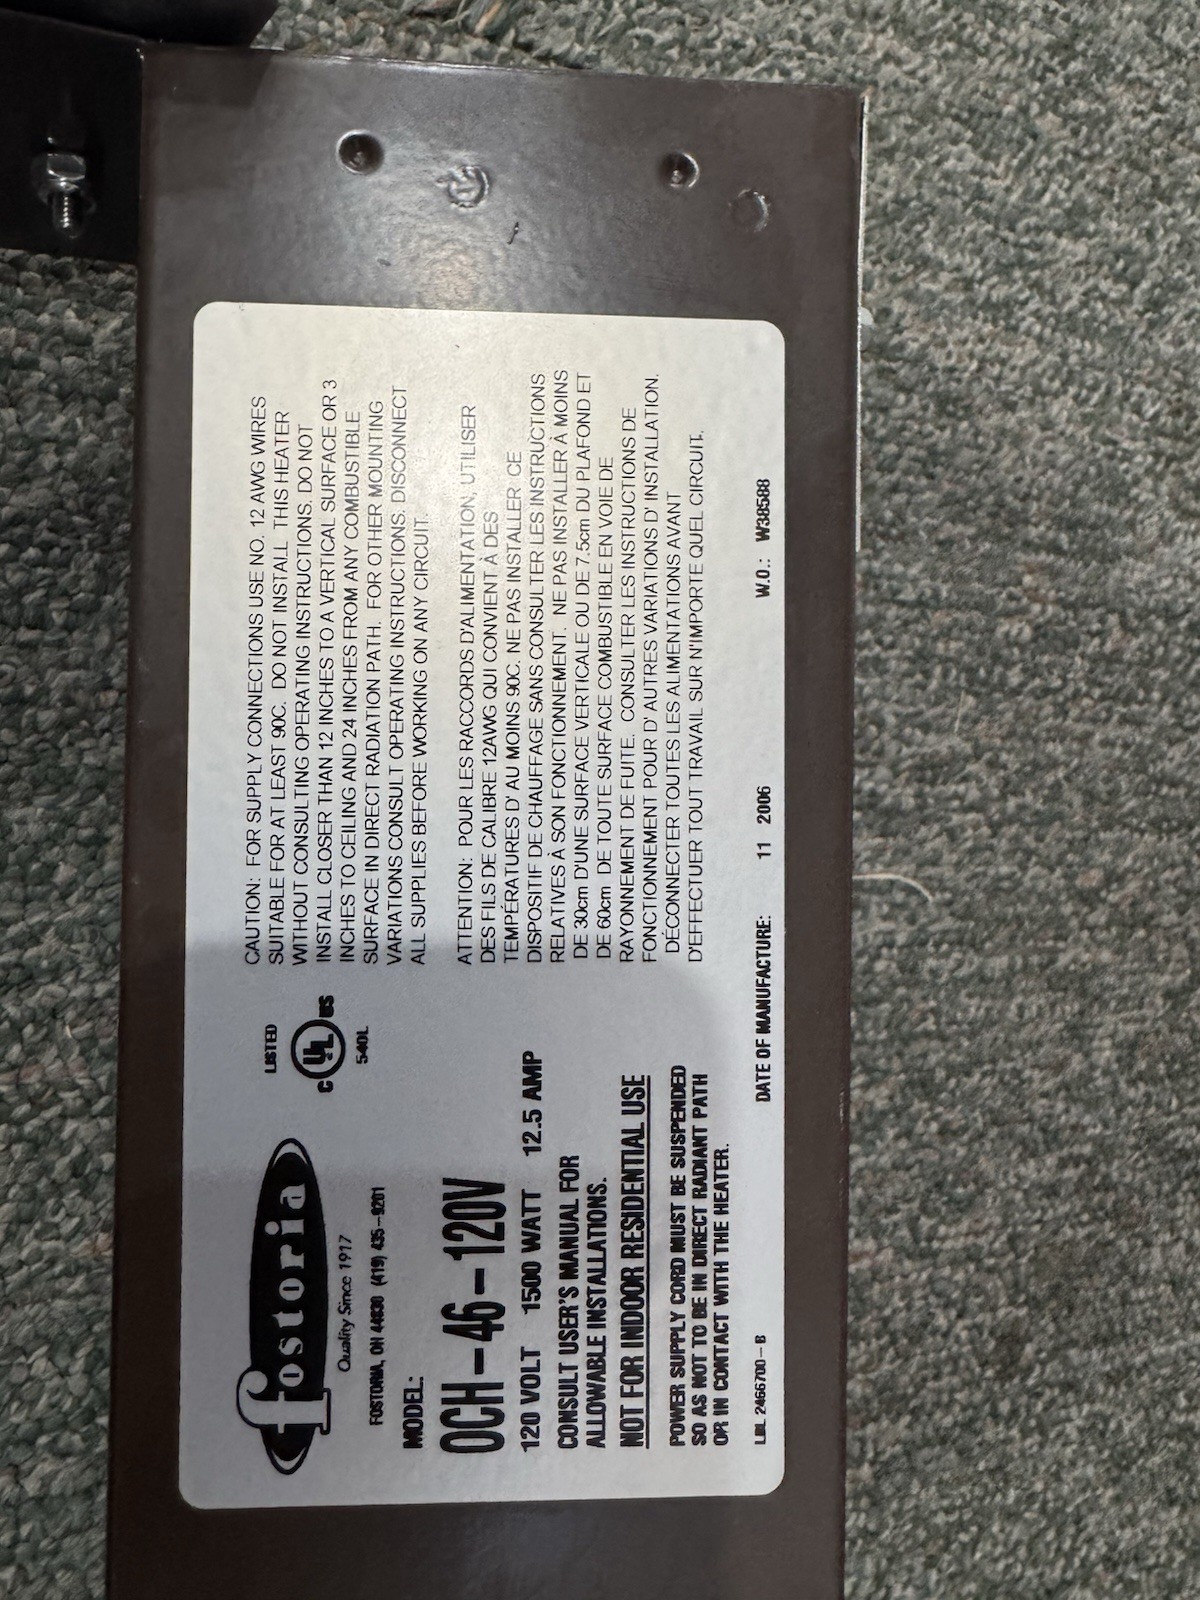 fostoria
Quality Since 1917
FOSTORIA, OH 44830 (419) 435-9201
LISTED
C UL US
540L
MODEL:
OCH-46-120V
120 VOLT 1500 WATT 12.5 AMP
CONSULT USER'S MANUAL FOR
ALLOWABLE INSTALLATIONS.
NOT FOR INDOOR RESIDENTIAL USE
POWER SUPPLY CORD MUST BE SUSPENDED
SO AS NOT TO BE IN DIRECT RADIANT PATH
OR IN CONTACT WITH THE HEATER.
CAUTION: FOR SUPPLY CONNECTIONS USE NO. 12 AWG WIRES
SUITABLE FOR AT LEAST 90C. DO NOT INSTALL THIS HEATER
WITHOUT CONSULTING OPERATING INSTRUCTIONS. DO NOT
INSTALL CLOSER THAN 12 INCHES TO A VERTICAL SURFACE OR 3
INCHES TO CEILING AND 24 INCHES FROM ANY COMBUSTIBLE
SURFACE IN DIRECT RADIATION PATH. FOR OTHER MOUNTING
VARIATIONS CONSULT OPERATING INSTRUCTIONS. DISCONNECT
ALL SUPPLIES BEFORE WORKING ON ANY CIRCUIT.
ATTENTION: POUR LES RACCORDS D'ALIMENTATION, UTILISER
DES FILS DE CALIBRE 12AWG QUI CONVIENT À DES
TEMPÉRATURES D' AU MOINS 90C. NE PAS INSTALLER CE
DISPOSITIF DE CHAUFFAGE SANS CONSULTER LES INSTRUCTIONS
RELATIVES À SON FONCTIONNEMENT. NE PAS INSTALLER À MOINS
DE 30cm D'UNE SURFACE VERTICALE OU DE 7.5cm DU PLAFOND ET
DE 60cm DE TOUTE SURFACE COMBUSTIBLE EN VOIE DE
RAYONNEMENT DE FUITE. CONSULTER LES INSTRUCTIONS DE
FONCTIONNEMENT POUR D' AUTRES VARIATIONS D' INSTALLATION.
DÉCONNECTER TOUTES LES ALIMENTATIONS AVANT
D'EFFECTUER TOUT TRAVAIL SUR N'IMPORTE QUEL CIRCUIT.
LBL 2466700-B
DATE OF MANUFACTURE: 11 2006
W.O.: W38588